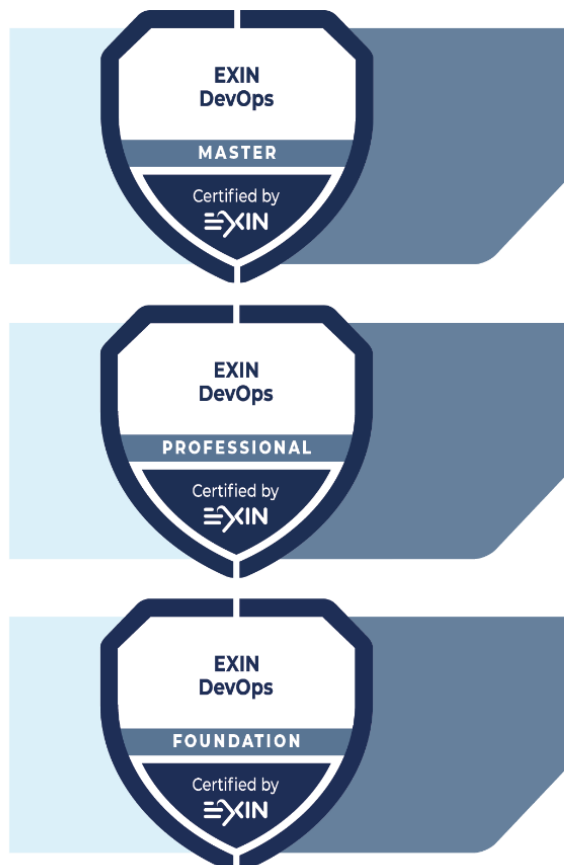 EXIN
DevOps
MASTER
Certified by
EXIN
EXIN
DevOps
PROFESSIONAL
Certified by
EXIN
EXIN
DevOps
FOUNDATION
Certified by
EXIN